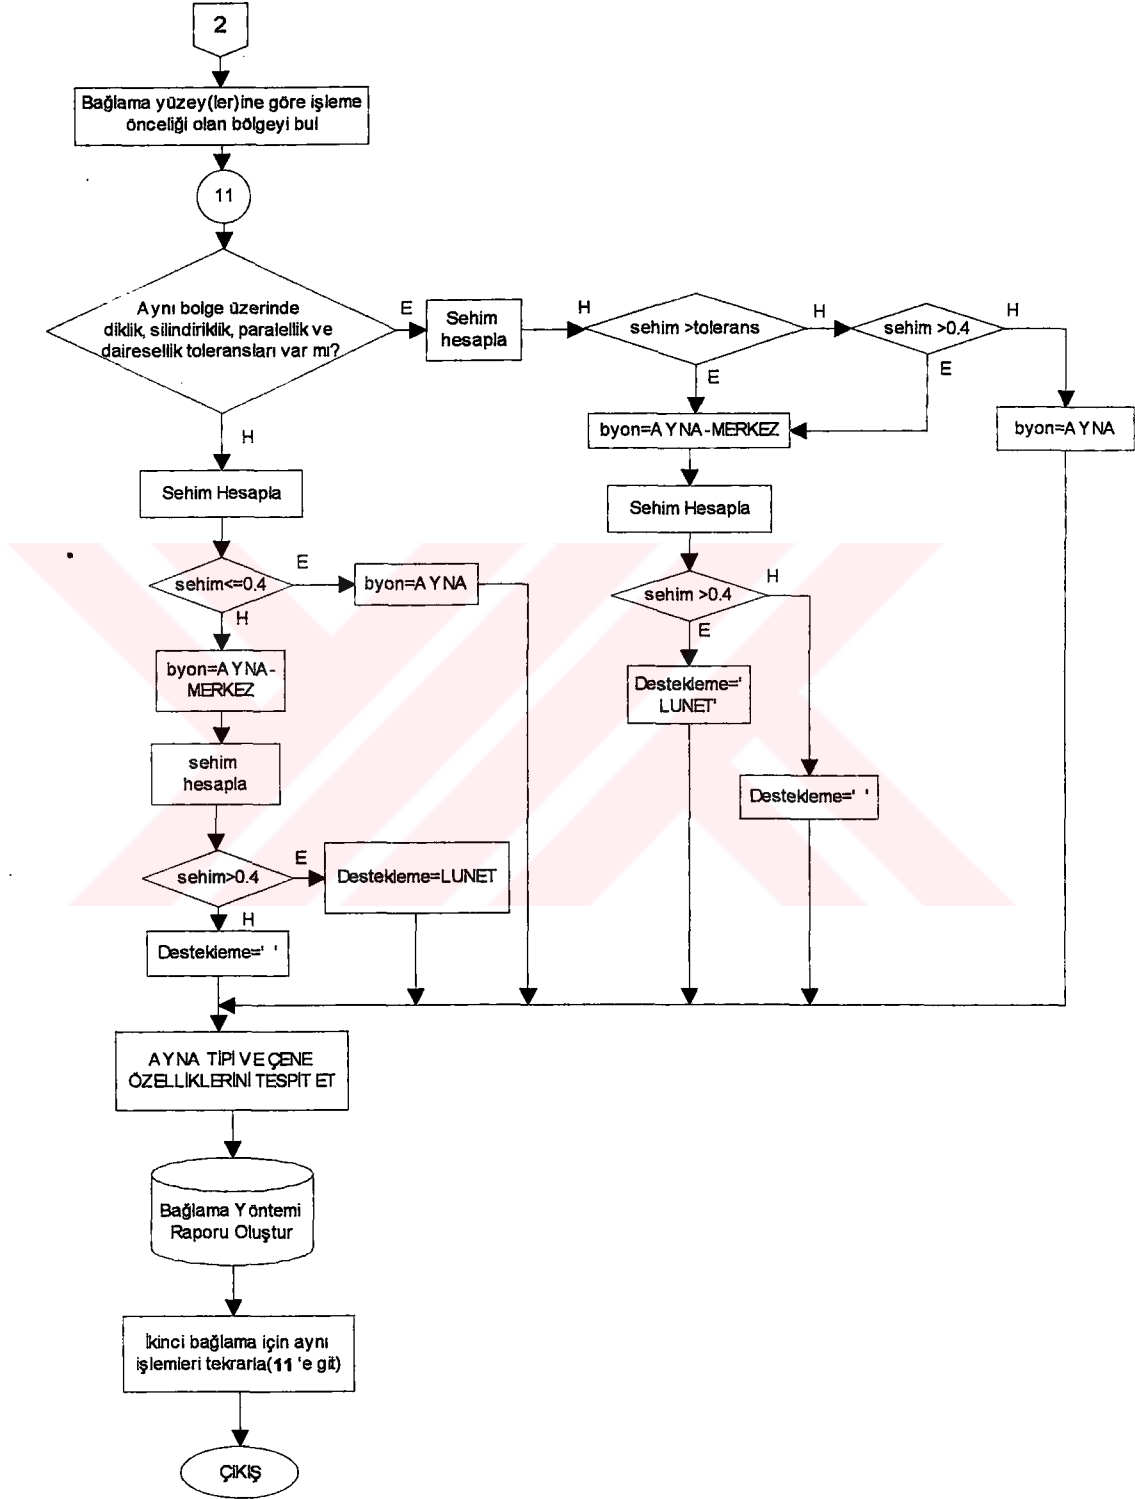 2
Bağlama yüzey(ler)ine göre işleme
önceliği olan bölgeyi bul
11
Aynı bolge üzerinde
diklik, silindiriklik, paralellik ve
dairesellik toleransları var mı?
E
Sehim
hesapla
H
sehim >tolerans
H
sehim >0.4
H
E
E
byon=AYNA-MERKEZ
byon=AYNA
H
Sehim Hesapla
Sehim Hesapla
sehim<=0.4
E
byon=AYNA
sehim >0.4
H
H
E
byon=AYNA-
MERKEZ
Destekleme='
LUNET'
sehim
hesapla
Destekleme=' '
sehim>0.4
E
Destekleme=LUNET
H
Destekleme=' '
AYNA TİPİ VE ÇENE
ÖZELLİKLERİNİ TESPİT ET
Bağlama Yöntemi
Raporu Oluştur
İkinci bağlama için aynı
işlemleri tekrarla(11 'e git)
ÇIKIŞ